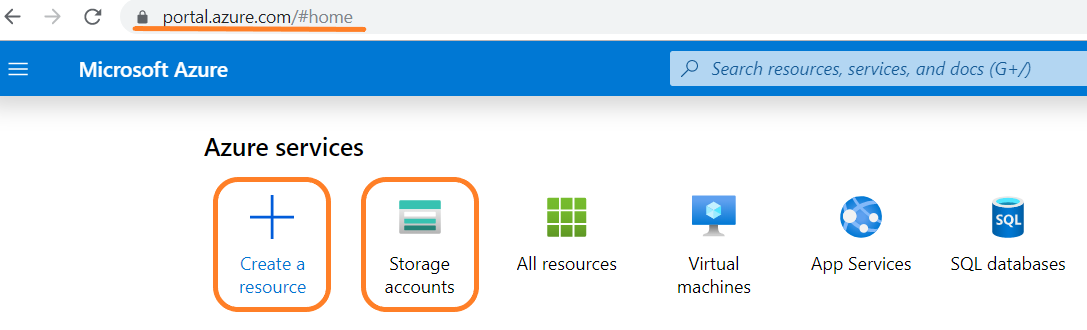 portal.azure.com/#home
Microsoft Azure
Search resources, services, and docs (G+/)
Azure services
Create a
resource
Storage
accounts
All resources
Virtual
machines
App Services
SQL
SQL databases